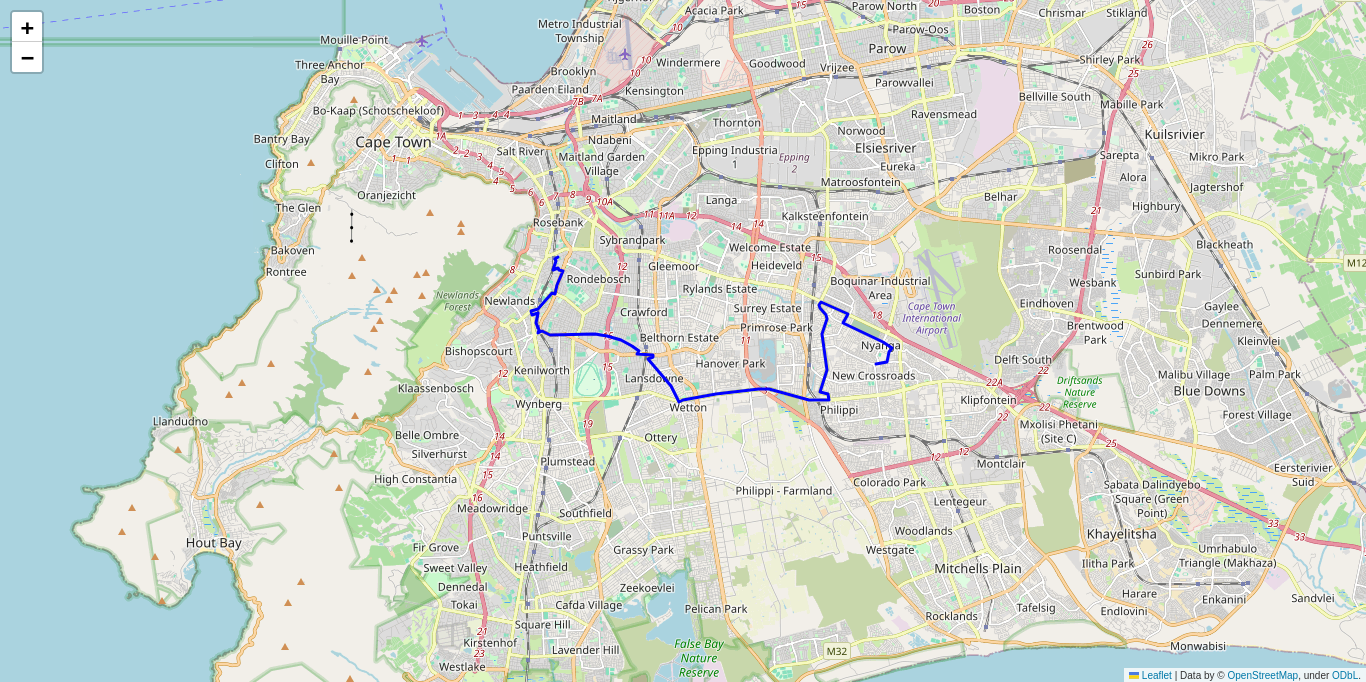 +
−
Acacia Park
Parow North
Boston
Chrismar
Stikland
Metro Industrial
Township
Parow-Oos
Mouille Point
Parow
Three Anchor
Bay
Windermere
Goodwood
Vrijzee
Shirley Park
Brooklyn
Paarden Eiland
Kensington
Parowvallei
Bellville South
Mabille Park
Bo-Kaap (Schotschekloof)
Maitland
Thornton
Ravensmead
Kuilsrivier
Bantry Bay
Cape Town
Ndabeni
Norwood
Elsiesriver
Salt River
Epping Industria
1
Epping
2
Clifton
Maitland Garden
Village
Eureka
Sarepta
Mikro Park
Alora
Matroosfontein
Jagtershof
Oranjezicht
Langa
Belhar
Highbury
The Glen
Rosebank
Kalksteenfontein
Sybrandpark
Welcome Estate
Blackheath
Bakoven
Roosendal
Rontree
Rondebosch
Gleemoor
Heideveld
M12
Sunbird Park
Boquinar Industrial
Area
Newlands
Forest
Newlands
Rylands Estate
Cape Town
International
Airport
Eindhoven
Gaylee
Crawford
Surrey Estate
Dennemere
Primrose Park
Brentwood
Park
Belthorn Estate
Nyanga
Kleinvlei
Bishopscourt
Hanover Park
Delft South
Kenilworth
Lansdowne
New Crossroads
Malibu Village
Palm Park
Klaassenbosch
Driftsands
Nature
Reserve
Blue Downs
Wynberg
Wetton
Philippi
Klipfontein
Forest Village
Llandudno
Belle Ombre
Ottery
Mxolisi Phetani
(Site C)
Silverhurst
Plumstead
Montclair
Eersterivier
Suid
High Constantia
Philippi - Farmland
Colorado Park
Sabata Dalindyebo
Square (Green
Point)
Meadowridge
Southfield
Lentegeur
Hout Bay
Puntsville
Woodlands
Khayelitsha
Fir Grove
Grassy Park
Westgate
Umrhabulo
Triangle (Makhaza)
Sweet Valley
Heathfield
Mitchells Plain
Ilitha Park
Dennedal
Zeekoevlei
Harare
Enkanini
Sandvlei
Tokai
Cafda Village
Pelican Park
Rocklands
Tafelsig
Endlovini
Square Hill
Kirstenhof
Lavender Hill
False Bay
Nature
Reserve
M32
Monwabisi
Westlake
Leaflet | Data by © OpenStreetMap, under ODbL.